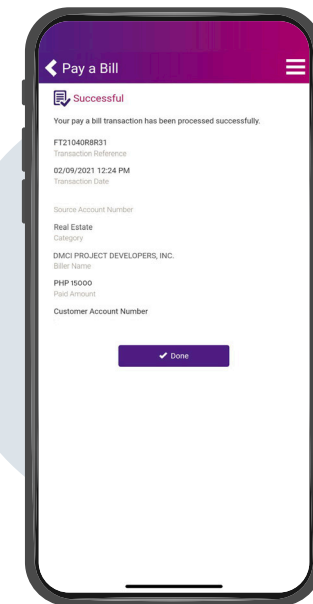 Pay a Bill
Successful
Your pay a bill transaction has been processed successfully.
FT21040R8R31
Transaction Reference
02/09/2021 12:24 PM
Transaction Date
Source Account Number
Real Estate
Category
DMCI PROJECT DEVELOPERS, INC.
Biller Name
PHP 15000
Paid Amount
Customer Account Number
Done